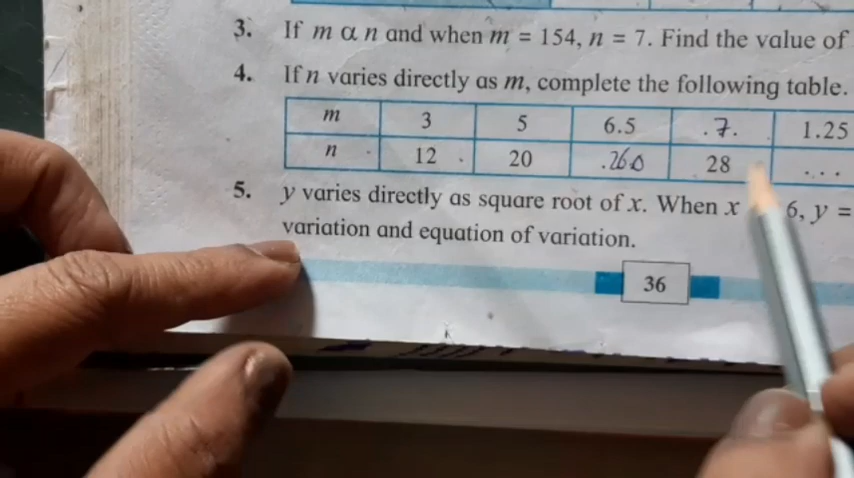 3. If m α n and when m = 154, n = 7. Find the value of
4. If n varies directly as m, complete the following table.
m 3 5 6.5 .7. 1.25
n 12 20 .260 28 ...
5. y varies directly as square root of x. When x 6, y =
variation and equation of variation.
36